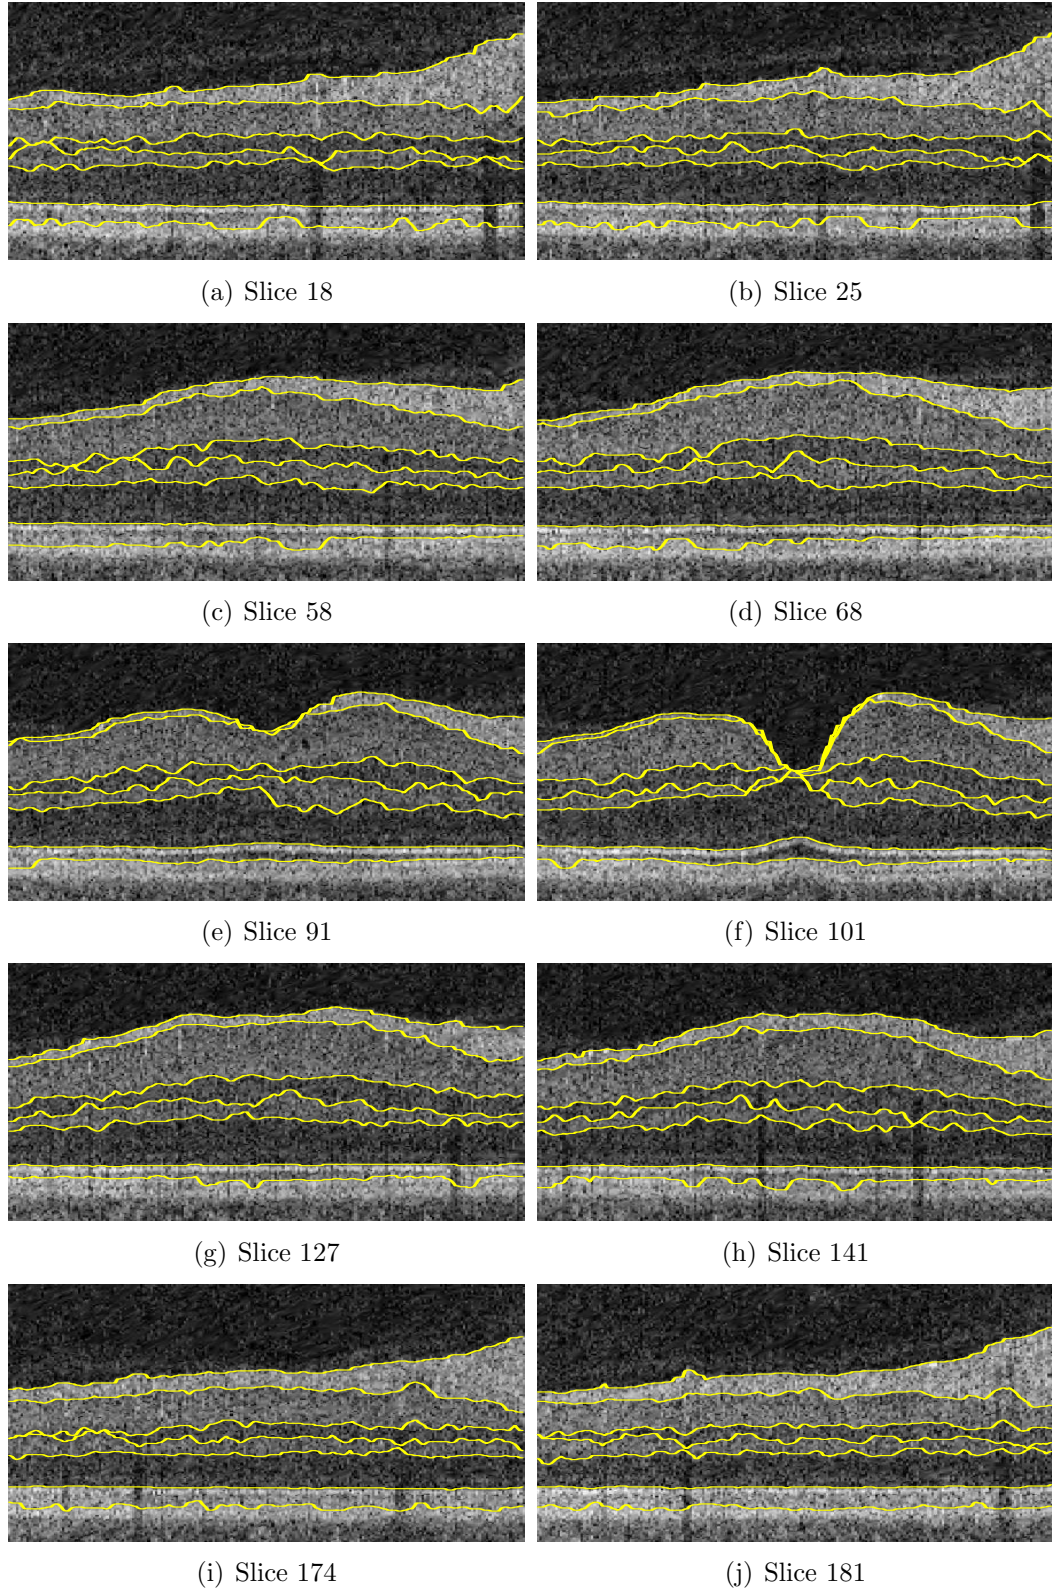 (a) Slice 18
(b) Slice 25
(c) Slice 58
(d) Slice 68
(e) Slice 91
(f) Slice 101
(g) Slice 127
(h) Slice 141
(i) Slice 174
(j) Slice 181